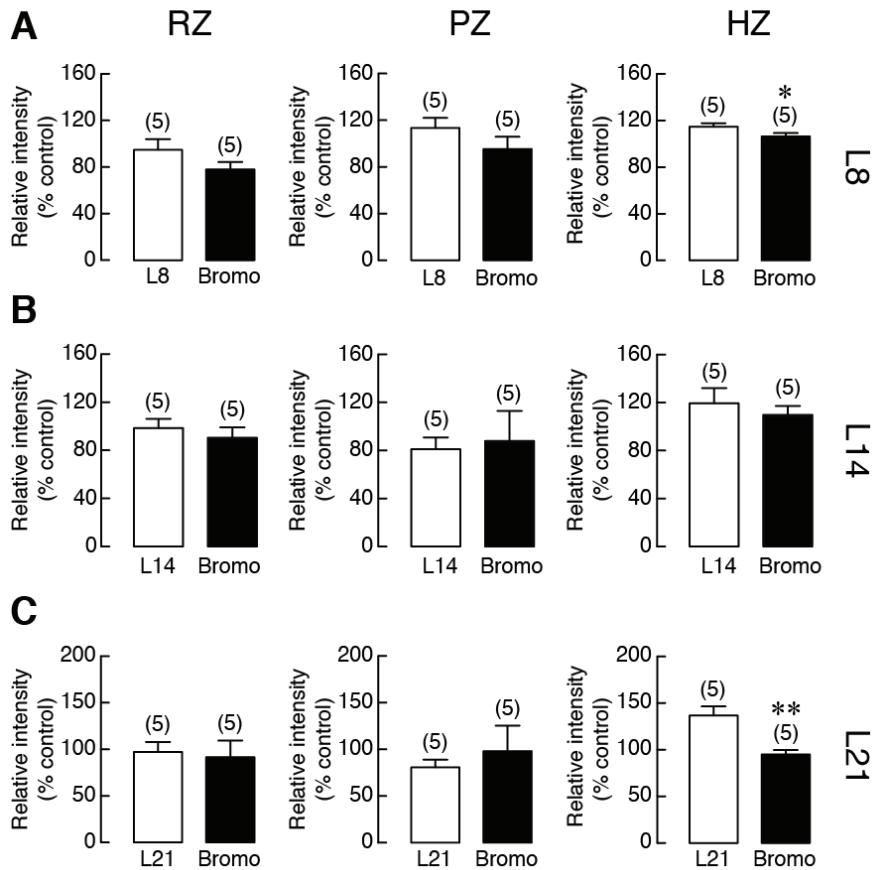 A
RZ
PZ
HZ
Relative intensity
(% control)
160
120
80
40
0
(5)
(5)
L8
Bromo
Relative intensity
(% control)
160
120
80
40
0
(5)
(5)
L8
Bromo
Relative intensity
(% control)
160
120
80
40
0
(5)
*
(5)
L8
Bromo
L8
B
Relative intensity
(% control)
160
120
80
40
0
(5)
(5)
L14
Bromo
Relative intensity
(% control)
160
120
80
40
0
(5)
(5)
L14
Bromo
Relative intensity
(% control)
160
120
80
40
0
(5)
(5)
L14
Bromo
L14
C
Relative intensity
(% control)
200
150
100
50
0
(5)
(5)
L21
Bromo
Relative intensity
(% control)
200
150
100
50
0
(5)
(5)
L21
Bromo
Relative intensity
(% control)
200
150
100
50
0
(5)
**
(5)
L21
Bromo
L21